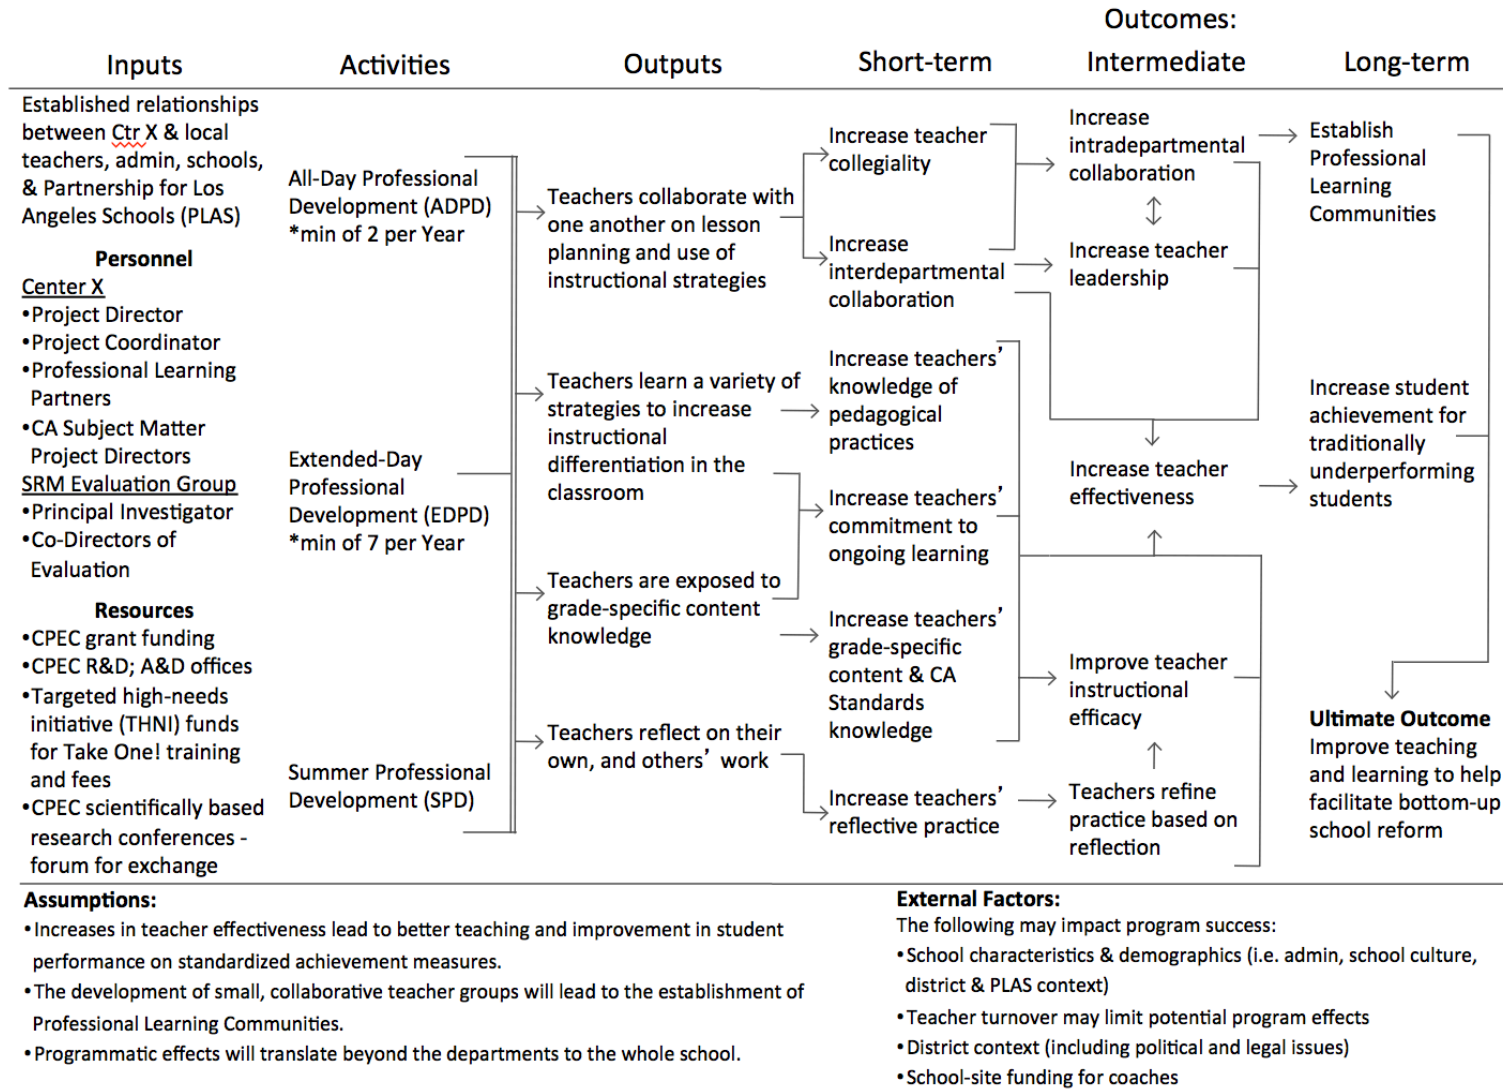 Outcomes:
Inputs
Activities
Outputs
Short-term
Intermediate
Long-term
Established relationships
between Ctr X & local
teachers, admin, schools,
& Partnership for Los
Angeles Schools (PLAS)
Personnel
Center X
•Project Director
•Project Coordinator
•Professional Learning
Partners
•CA Subject Matter
Project Directors
SRM Evaluation Group
•Principal Investigator
•Co-Directors of
Evaluation
Resources
•CPEC grant funding
•CPEC R&D; A&D offices
•Targeted high-needs
initiative (THNI) funds
for Take One! training
and fees
•CPEC scientifically based
research conferences -
forum for exchange
All-Day Professional
Development (ADPD)
*min of 2 per Year
Extended-Day
Professional
Development (EDPD)
*min of 7 per Year
Summer Professional
Development (SPD)
Teachers collaborate with
one another on lesson
planning and use of
instructional strategies
Teachers learn a variety of
strategies to increase
instructional
differentiation in the
classroom
Teachers are exposed to
grade-specific content
knowledge
Teachers reflect on their
own, and others’ work
Increase teacher
collegiality
Increase
interdepartmental
collaboration
Increase teachers’
knowledge of
pedagogical
practices
Increase teachers’
commitment to
ongoing learning
Increase teachers’
grade-specific
content & CA
Standards
knowledge
Increase teachers’
reflective practice
Increase
intradepartmental
collaboration
Increase teacher
leadership
Increase teacher
effectiveness
Improve teacher
instructional
efficacy
Teachers refine
practice based on
reflection
Establish
Professional
Learning
Communities
Increase student
achievement for
traditionally
underperforming
students
Ultimate Outcome
Improve teaching
and learning to help
facilitate bottom-up
school reform
Assumptions:
•Increases in teacher effectiveness lead to better teaching and improvement in student
performance on standardized achievement measures.
•The development of small, collaborative teacher groups will lead to the establishment of
Professional Learning Communities.
•Programmatic effects will translate beyond the departments to the whole school.
External Factors:
The following may impact program success:
•School characteristics & demographics (i.e. admin, school culture,
district & PLAS context)
•Teacher turnover may limit potential program effects
•District context (including political and legal issues)
•School-site funding for coaches